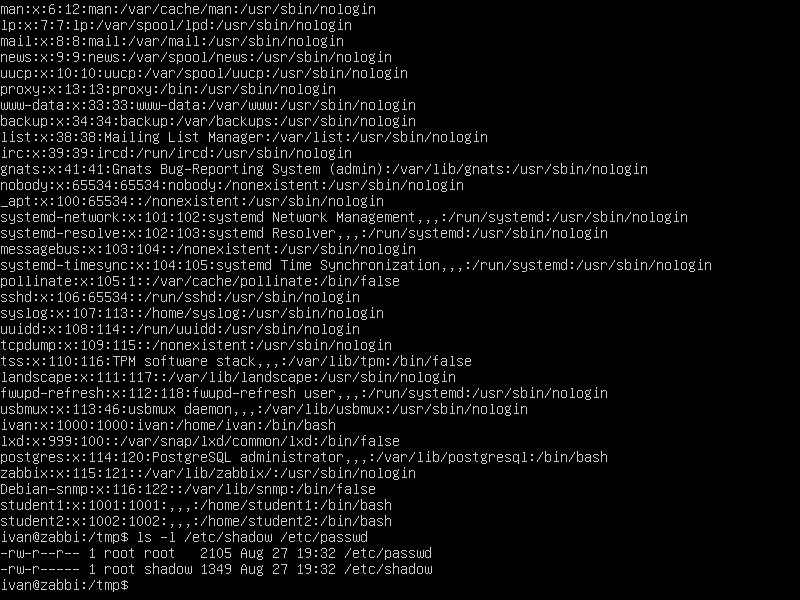 man:x:6:12:man:/var/cache/man:/usr/sbin/nologin
lp:x:7:7:lp:/var/spool/lpd:/usr/sbin/nologin
mail:x:8:8:mail:/var/mail:/usr/sbin/nologin
news:x:9:9:news:/var/spool/news:/usr/sbin/nologin
uucp:x:10:10:uucp:/var/spool/uucp:/usr/sbin/nologin
proxy:x:13:13:proxy:/bin:/usr/sbin/nologin
www-data:x:33:33:www-data:/var/www:/usr/sbin/nologin
backup:x:34:34:backup:/var/backups:/usr/sbin/nologin
list:x:38:38:Mailing List Manager:/var/list:/usr/sbin/nologin
irc:x:39:39:ircd:/run/ircd:/usr/sbin/nologin
gnats:x:41:41:Gnats Bug-Reporting System (admin):/var/lib/gnats:/usr/sbin/nologin
nobody:x:65534:65534:nobody:/nonexistent:/usr/sbin/nologin
_apt:x:100:65534::/nonexistent:/usr/sbin/nologin
systemd-network:x:101:102:systemd Network Management,,,:/run/systemd:/usr/sbin/nologin
systemd-resolve:x:102:103:systemd Resolver,,,:/run/systemd:/usr/sbin/nologin
messagebus:x:103:104::/nonexistent:/usr/sbin/nologin
systemd-timesync:x:104:105:systemd Time Synchronization,,,:/run/systemd:/usr/sbin/nologin
pollinate:x:105:1::/var/cache/pollinate:/bin/false
sshd:x:106:65534::/run/sshd:/usr/sbin/nologin
syslog:x:107:113::/home/syslog:/usr/sbin/nologin
uuidd:x:108:114::/run/uuidd:/usr/sbin/nologin
tcpdump:x:109:115::/nonexistent:/usr/sbin/nologin
tss:x:110:116:TPM software stack,,,:/var/lib/tpm:/bin/false
landscape:x:111:117::/var/lib/landscape:/usr/sbin/nologin
fwupd-refresh:x:112:118:fwupd-refresh user,,,:/run/systemd:/usr/sbin/nologin
usbmux:x:113:46:usbmux daemon,,,:/var/lib/usbmux:/usr/sbin/nologin
ivan:x:1000:1000:ivan:/home/ivan:/bin/bash
lxd:x:999:100::/var/snap/lxd/common/lxd:/bin/false
postgres:x:114:120:PostgreSQL administrator,,,:/var/lib/postgresql:/bin/bash
zabbix:x:115:121::/var/lib/zabbix/:/usr/sbin/nologin
Debian-snmp:x:116:122::/var/lib/snmp:/bin/false
student1:x:1001:1001:,,,:/home/student1:/bin/bash
student2:x:1002:1002:,,,:/home/student2:/bin/bash
ivan@zabbi:/tmp$ ls -l /etc/shadow /etc/passwd
-rw-r--r-- 1 root root   2105 Aug 27 19:32 /etc/passwd
-rw-r----- 1 root shadow 1349 Aug 27 19:32 /etc/shadow
ivan@zabbi:/tmp$